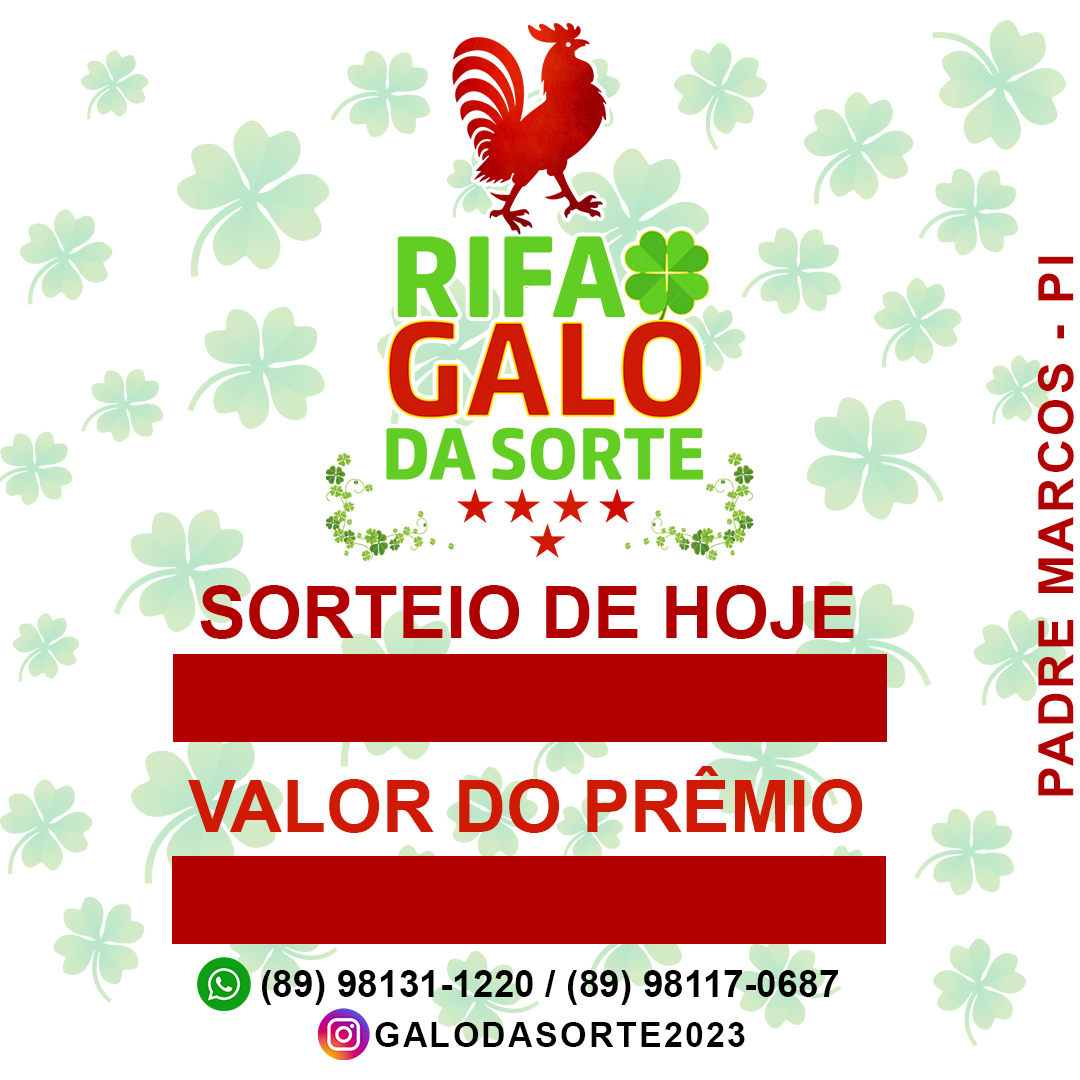 RIFA
GALO
DA SORTE
SORTEIO DE HOJE
VALOR DO PRÊMIO
(89) 98131-1220 / (89) 98117-0687
GALODASORTE2023
PADRE MARCOS - PI